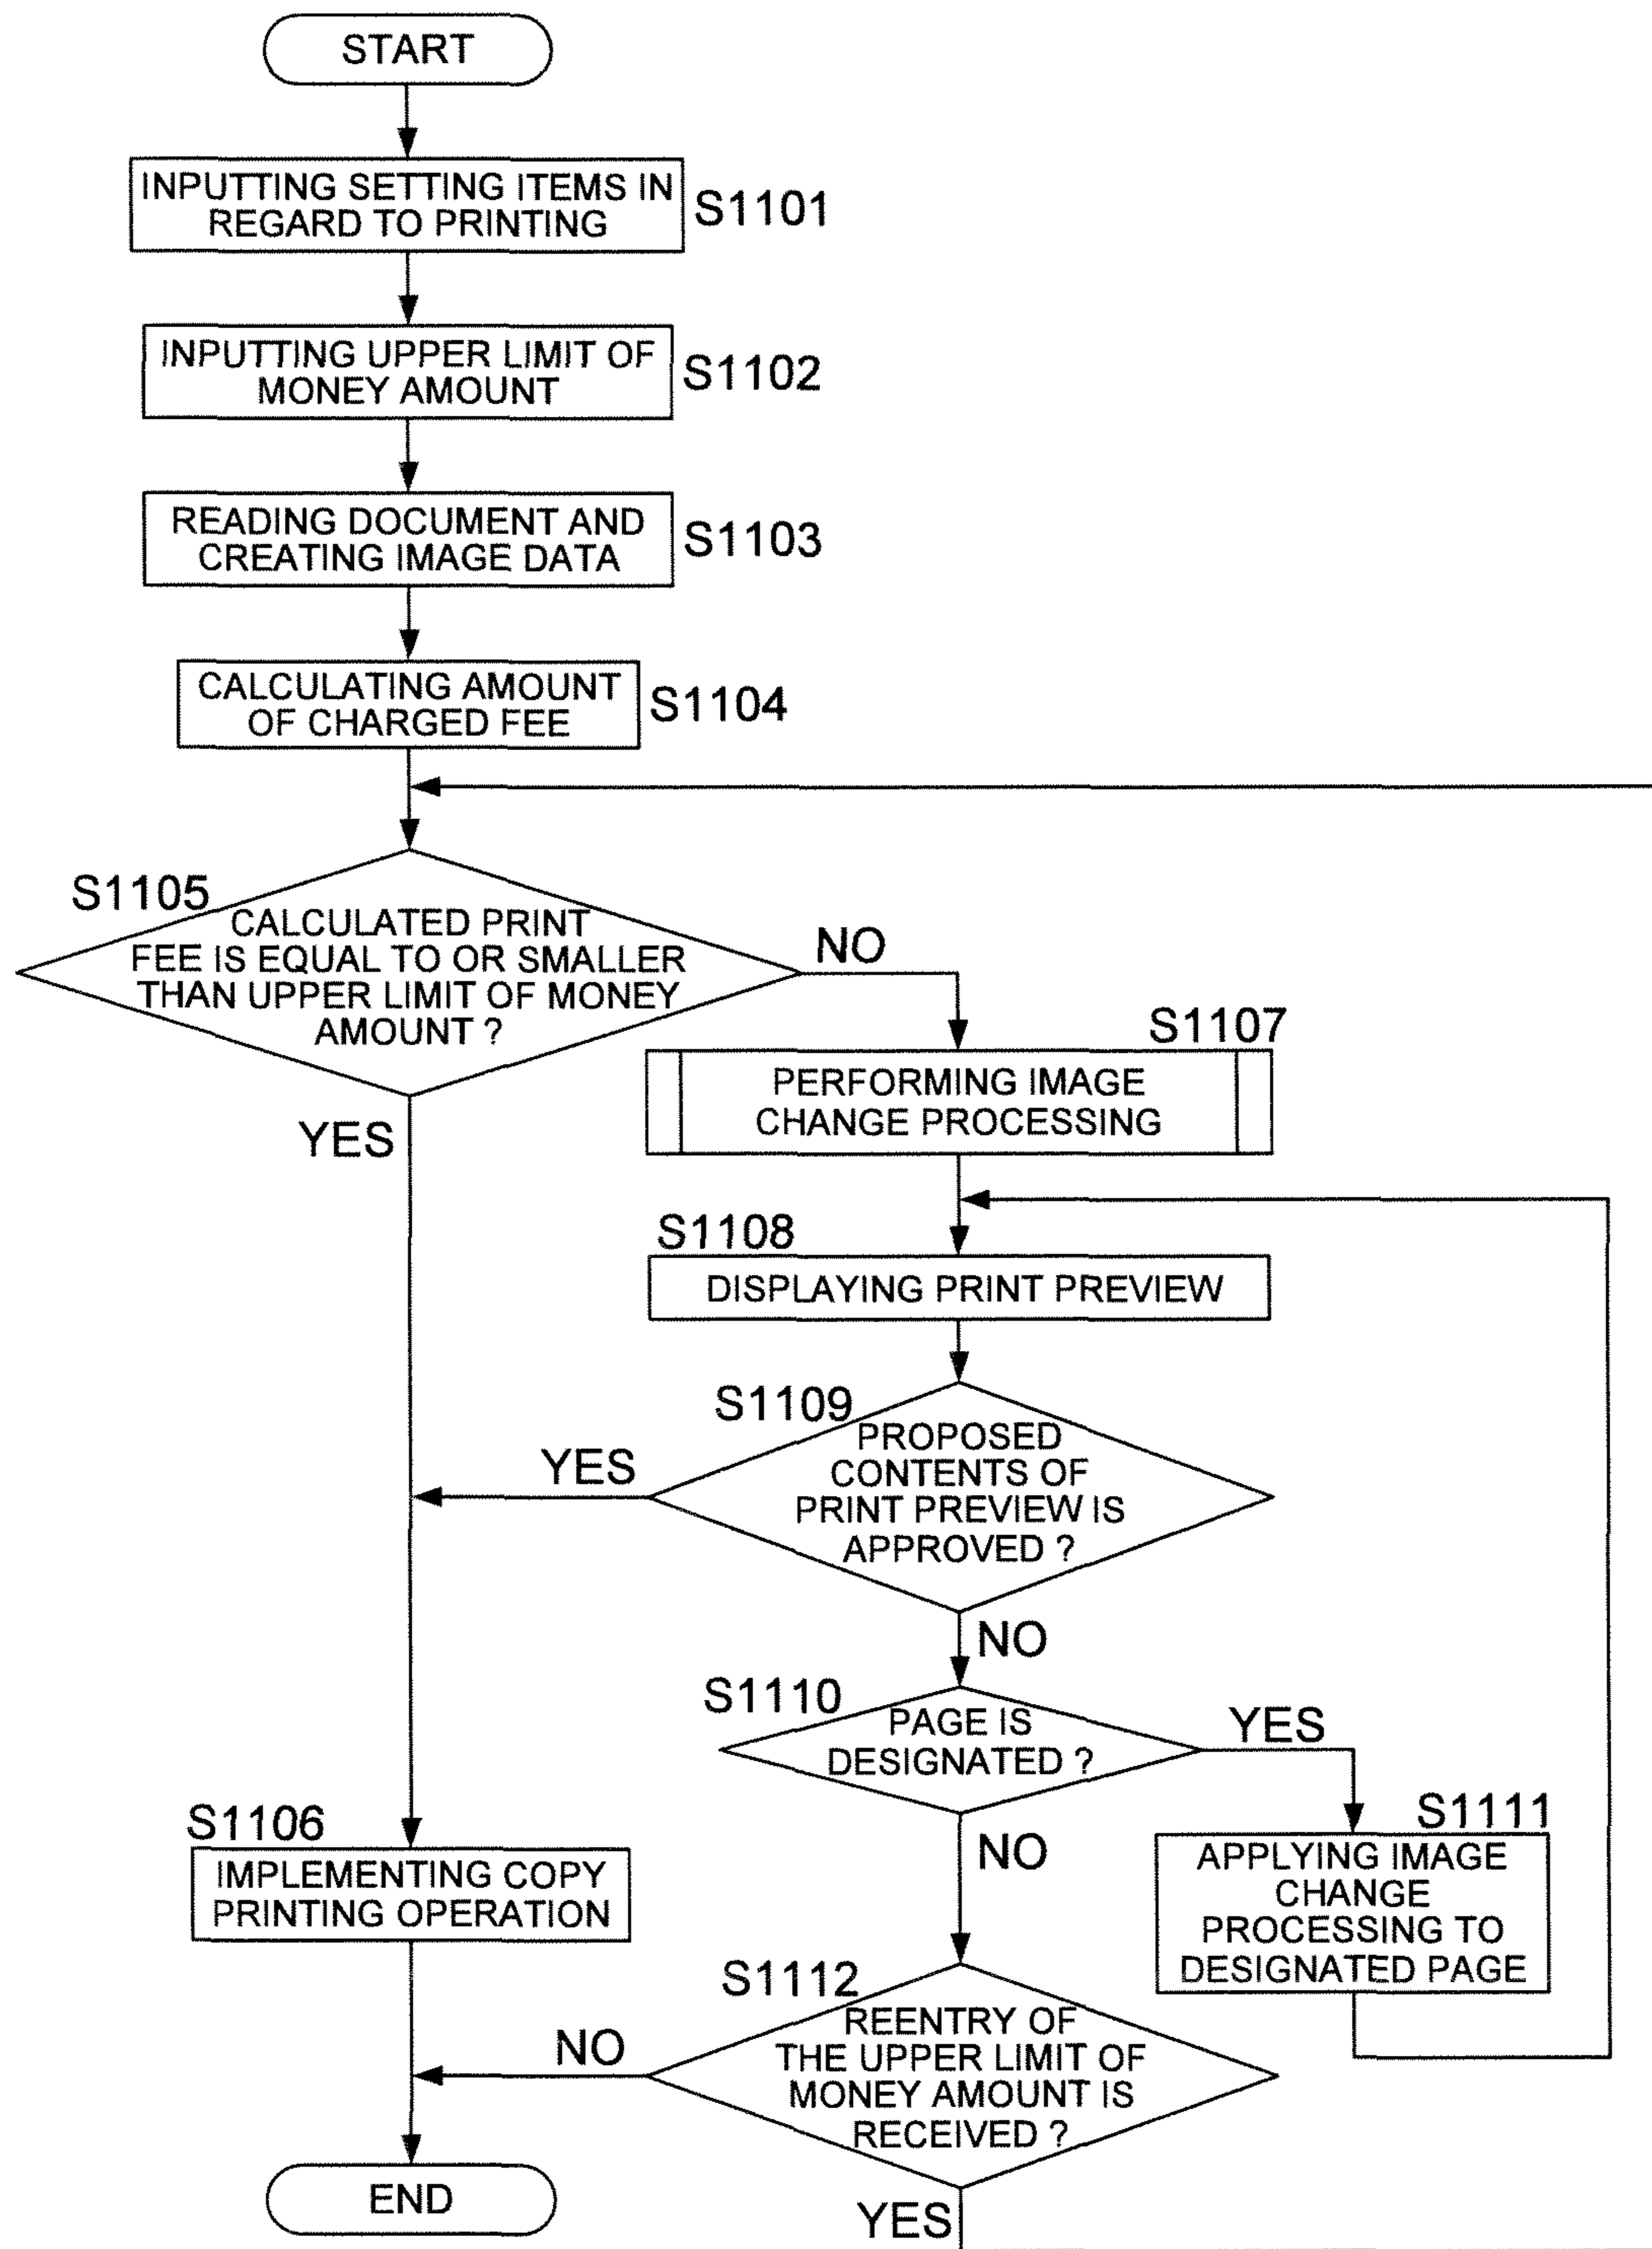 START
INPUTTING SETTING ITEMS IN
REGARD TO PRINTING
S1101
INPUTTING UPPER LIMIT OF
MONEY AMOUNT
S1102
READING DOCUMENT AND
CREATING IMAGE DATA
S1103
CALCULATING AMOUNT
OF CHARGED FEE
S1104
S1105
CALCULATED PRINT
FEE IS EQUAL TO OR SMALLER
THAN UPPER LIMIT OF MONEY
AMOUNT ?
NO
YES
S1107
PERFORMING IMAGE
CHANGE PROCESSING
S1108
DISPLAYING PRINT PREVIEW
S1109
PROPOSED
CONTENTS OF
PRINT PREVIEW IS
APPROVED ?
YES
NO
S1110
PAGE IS
DESIGNATED ?
YES
NO
S1111
APPLYING IMAGE
CHANGE
PROCESSING TO
DESIGNATED PAGE
S1106
IMPLEMENTING COPY
PRINTING OPERATION
S1112
REENTRY OF
THE UPPER LIMIT OF
MONEY AMOUNT IS
RECEIVED ?
NO
YES
END